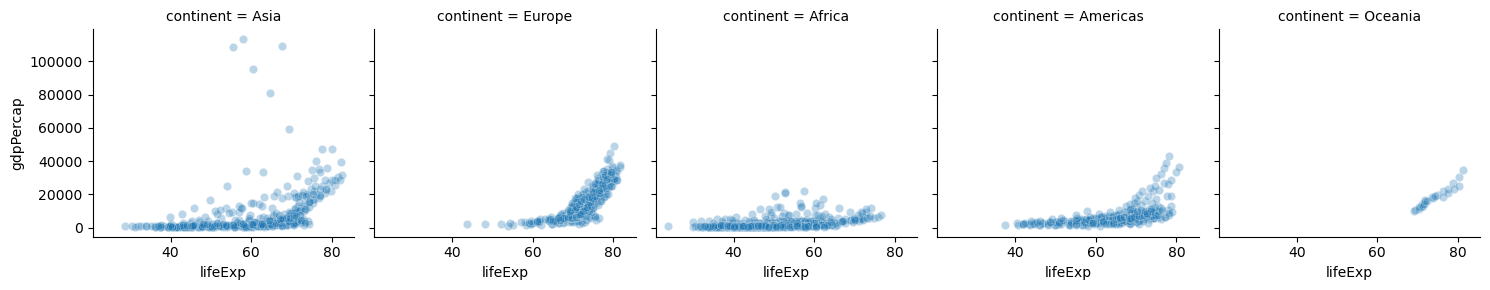 continent = Asia
continent = Europe
continent = Africa
continent = Americas
continent = Oceania
gdpPercap
100000
80000
60000
40000
20000
0
40 60 80
40 60 80
40 60 80
40 60 80
40 60 80
lifeExp
lifeExp
lifeExp
lifeExp
lifeExp